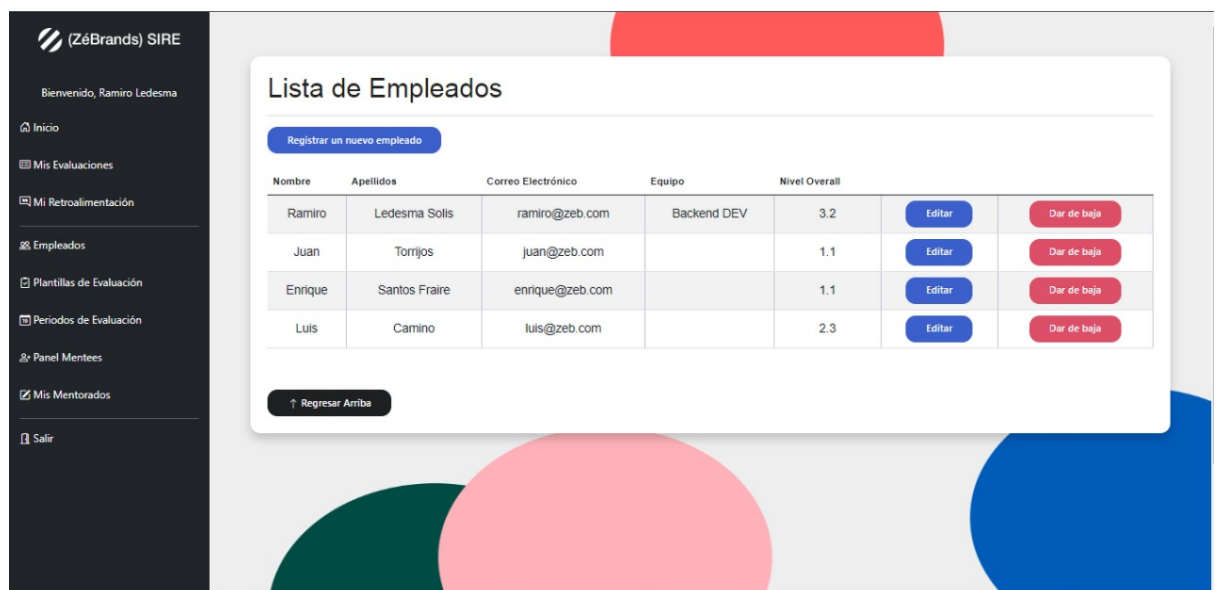 (ZéBrands) SIRE
Bienvenido, Ramiro Ledesma
Inicio
Mis Evaluaciones
Mi Retroalimentación
Empleados
Plantillas de Evaluación
Periodos de Evaluación
Panel Mentees
Mis Mentorados
Salir
Lista de Empleados
Registrar un nuevo empleado
Nombre Apellidos Correo Electrónico Equipo Nivel Overall
Ramiro Ledesma Solis ramiro@zeb.com Backend DEV 3.2 Editar Dar de baja
Juan Torrijos juan@zeb.com 1.1 Editar Dar de baja
Enrique Santos Fraire enrique@zeb.com 1.1 Editar Dar de baja
Luis Camino luis@zeb.com 2.3 Editar Dar de baja
↑ Regresar Arriba